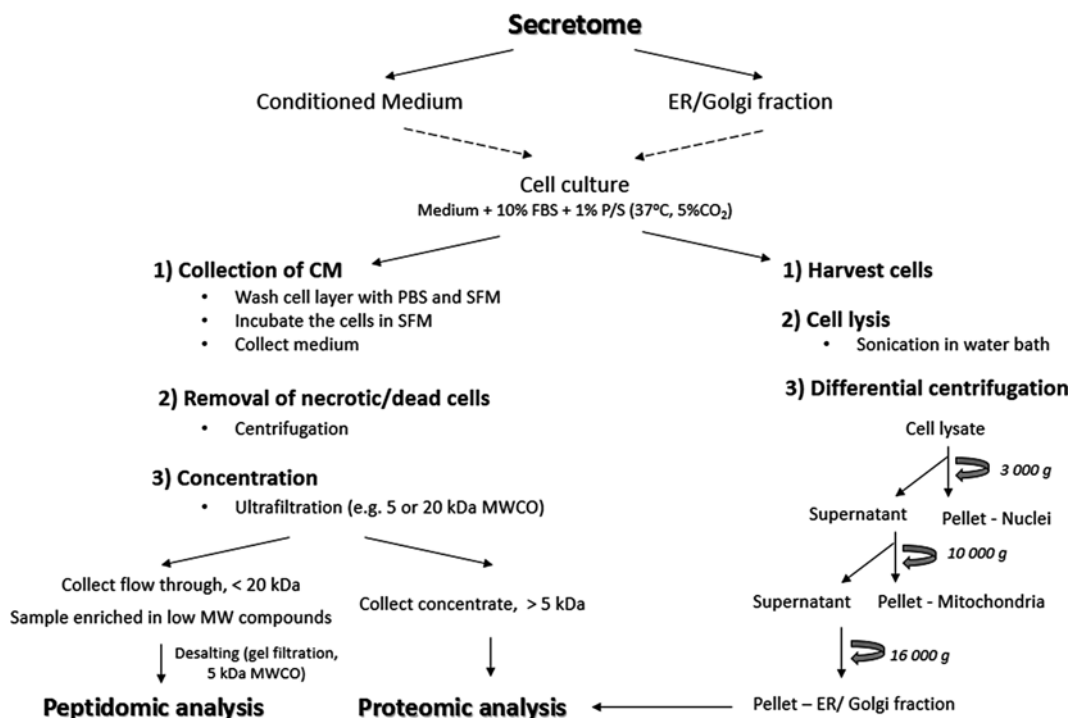 Secretome
Conditioned Medium
ER/Golgi fraction
Cell culture
Medium + 10% FBS + 1% P/S (37°C, 5%CO₂)
1) Collection of CM
• Wash cell layer with PBS and SFM
• Incubate the cells in SFM
• Collect medium
2) Removal of necrotic/dead cells
• Centrifugation
3) Concentration
• Ultrafiltration (e.g. 5 or 20 kDa MWCO)
Collect flow through, < 20 kDa
Sample enriched in low MW compounds
Desalting (gel filtration,
5 kDa MWCO)
Peptidomic analysis
Collect concentrate, > 5 kDa
Proteomic analysis
1) Harvest cells
2) Cell lysis
• Sonication in water bath
3) Differential centrifugation
Cell lysate
3 000 g
Supernatant
Pellet - Nuclei
10 000 g
Supernatant
Pellet - Mitochondria
16 000 g
Pellet – ER/ Golgi fraction